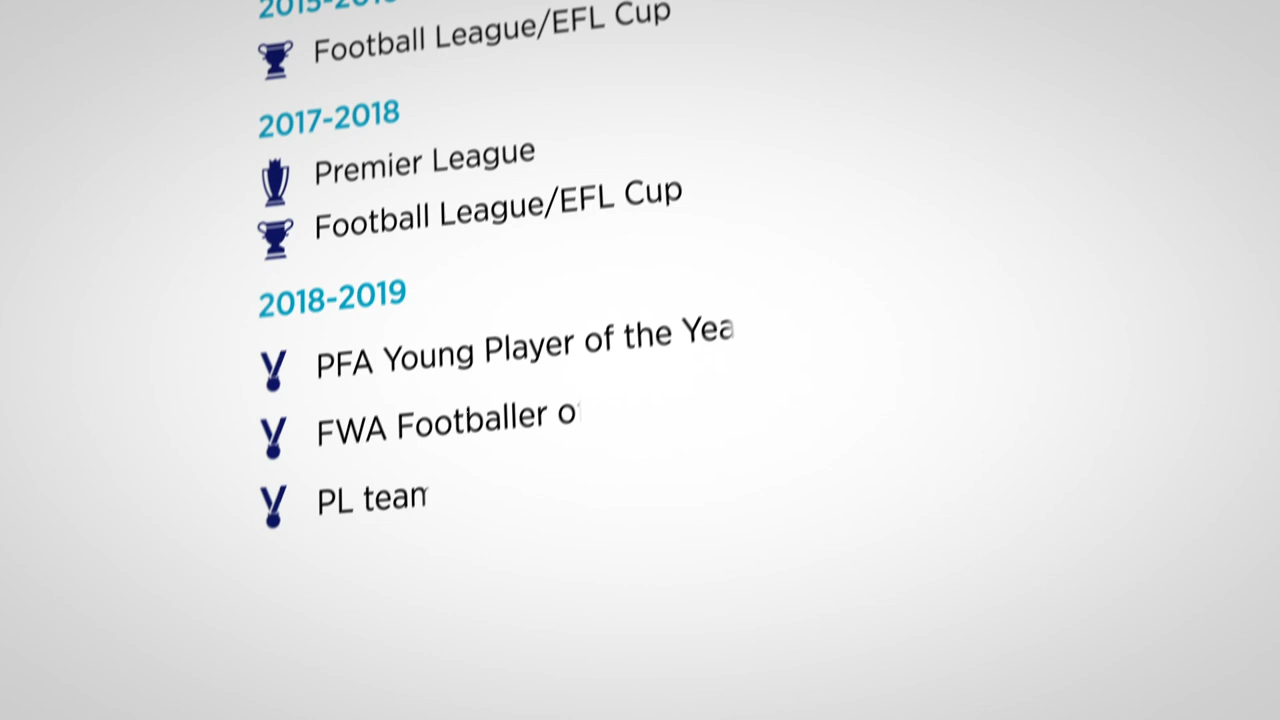 Football League/EFL Cup
2017-2018
Premier League
Football League/EFL Cup
2018-2019
PFA Young Player of the Yea
FWA Footballer o
PL